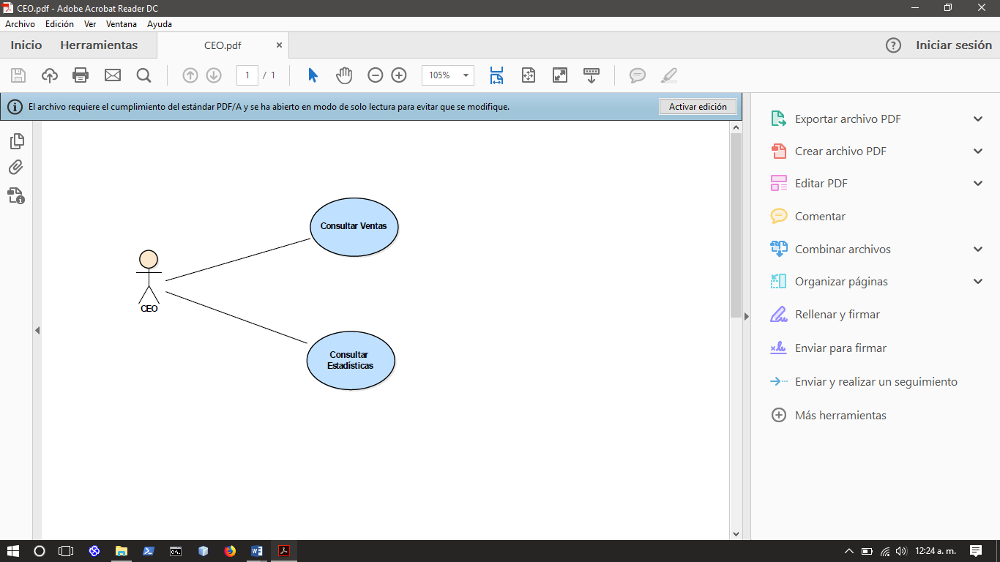 CEO.pdf - Adobe Acrobat Reader DC
Archivo Edición Ver Ventana Ayuda
Inicio Herramientas CEO.pdf × Iniciar sesión
1 / 1 105%
El archivo requiere el cumplimiento del estándar PDF/A y se ha abierto en modo de solo lectura para evitar que se modifique. Activar edición
Consultar Ventas
CEO
Consultar
Estadísticas
Exportar archivo PDF
Crear archivo PDF
Editar PDF
Comentar
Combinar archivos
Organizar páginas
Rellenar y firmar
Enviar para firmar
Enviar y realizar un seguimiento
Más herramientas
12:24 a. m.